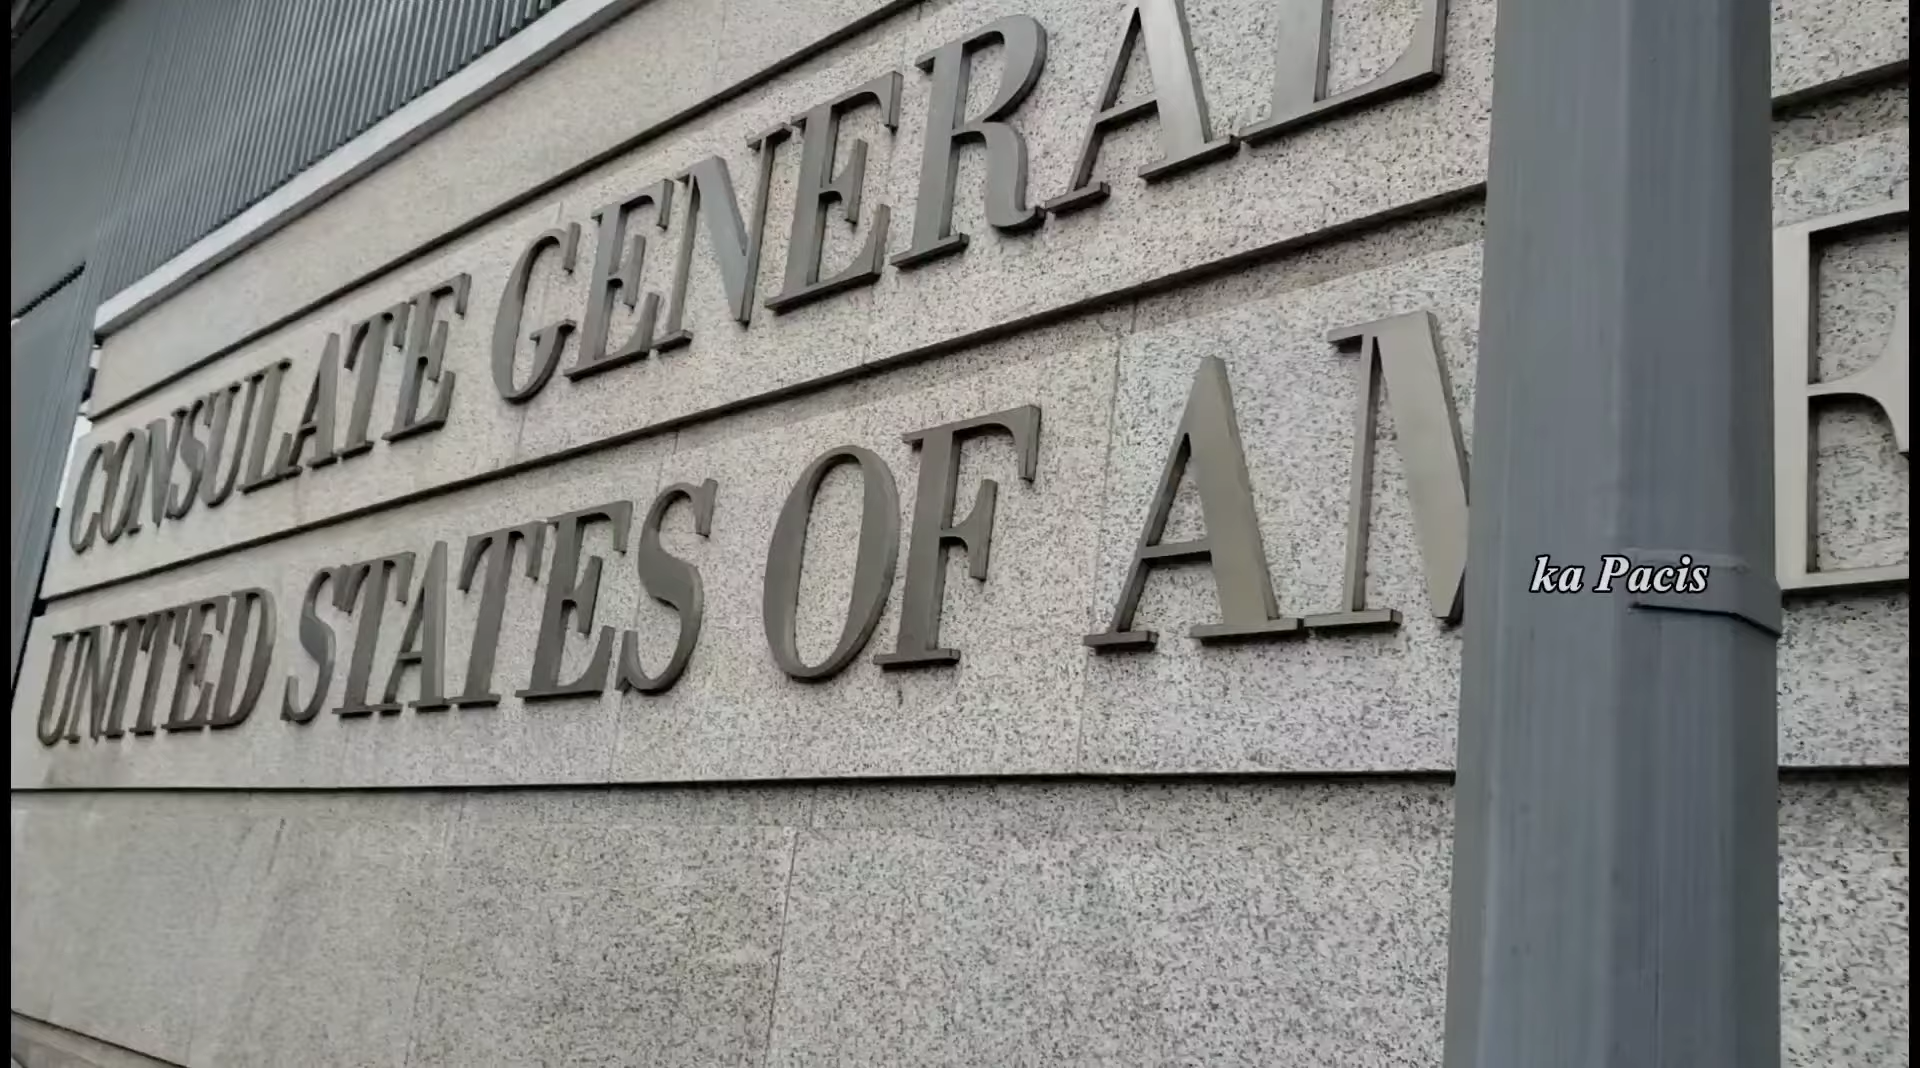 CONSULATE GENERAL
UNITED STATES OF AM E
ka Pacis